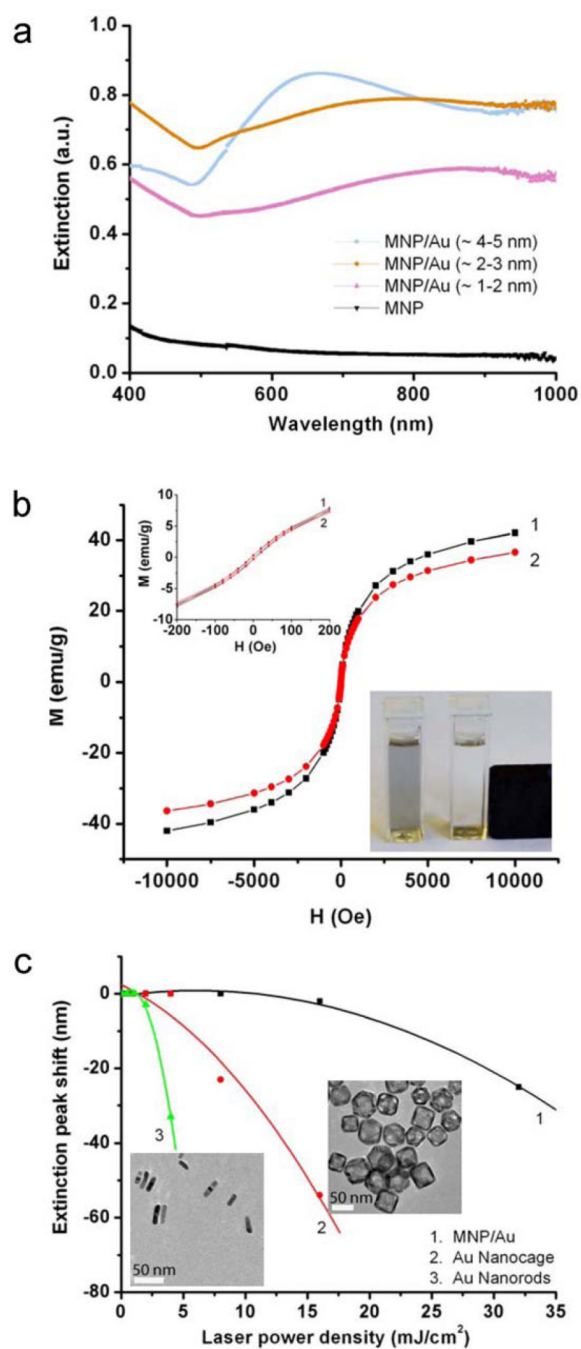 a
1.0
0.8
0.6
0.4
0.2
0.0
Extinction (a.u.)
MNP/Au (~ 4-5 nm)
MNP/Au (~ 2-3 nm)
MNP/Au (~ 1-2 nm)
MNP
400
600
800
1000
Wavelength (nm)
b
40
20
0
-20
-40
M (emu/g)
10
5
0
-5
-10
M (emu/g)
1
2
-200
-100
0
100
200
H (Oe)
1
2
-10000
-5000
0
5000
10000
H (Oe)
c
0
-20
-40
-60
-80
Extinction peak shift (nm)
3
50 nm
2
50 nm
1
1. MNP/Au
2. Au Nanocage
3. Au Nanorods
0
5
10
15
20
25
30
35
Laser power density (mJ/cm²)